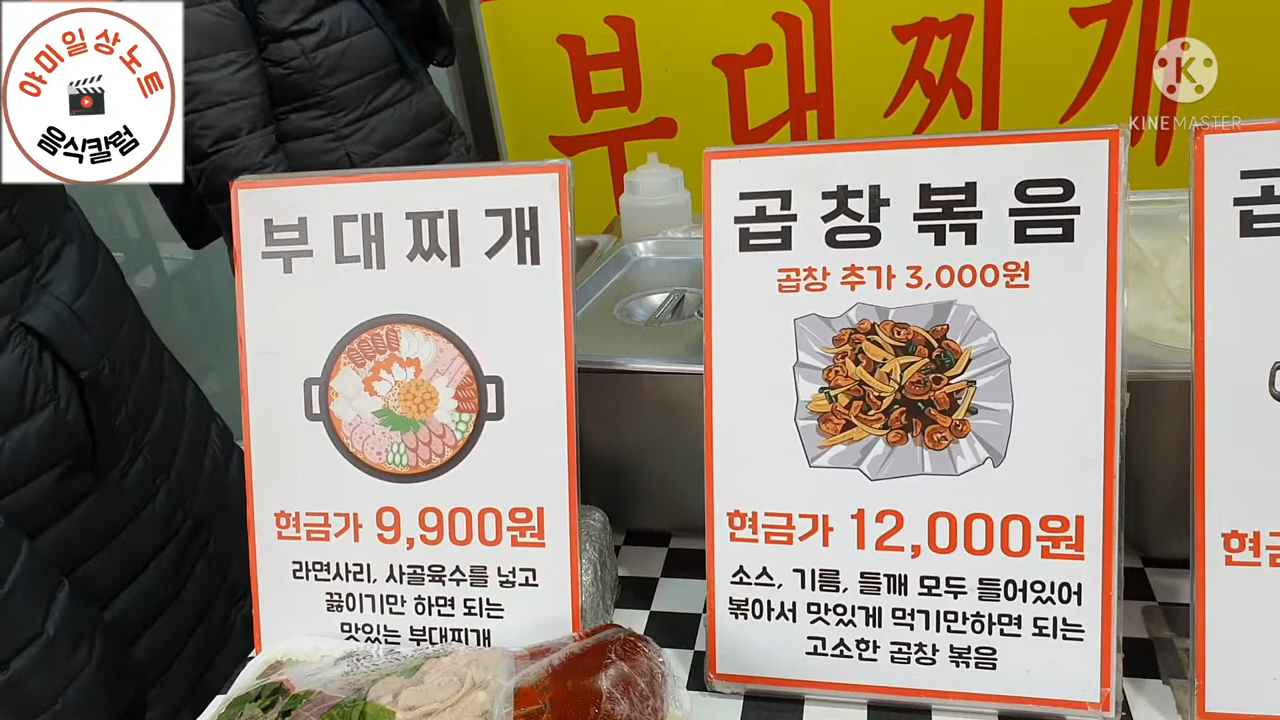 야미일상노트
음식칼럼
부대찌개
KINEMASTER
부대찌개
현금가 9,900원
라면사리, 사골육수를 넣고
끓이기만 하면 되는
맛있는 부대찌개
곱창볶음
곱창 추가 3,000원
현금가 12,000원
소스, 기름, 들깨 모두 들어있어
볶아서 맛있게 먹기만하면 되는
고소한 곱창 볶음
현금